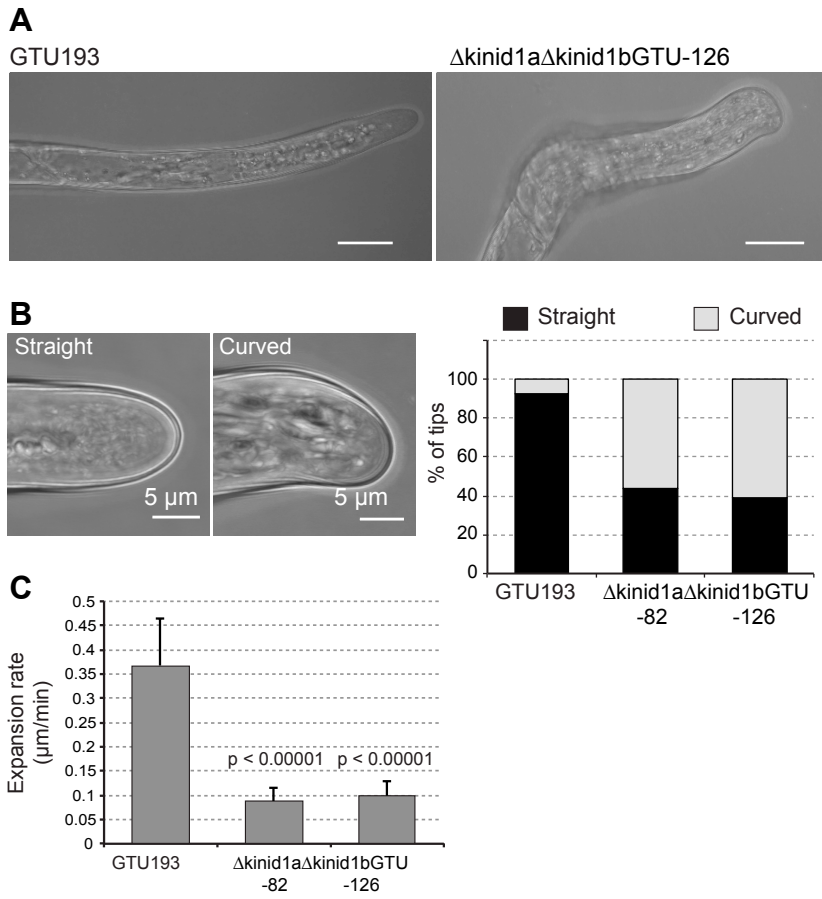 A
GTU193
Δkinid1aΔkinid1bGTU-126
B
Straight
5 µm
Curved
5 µm
Straight
Curved
% of tips
100
80
60
40
20
0
GTU193
Δkinid1aΔkinid1bGTU
-82
-126
C
Expansion rate
(µm/min)
0.5
0.45
0.4
0.35
0.3
0.25
0.2
0.15
0.1
0.05
0
p < 0.00001
p < 0.00001
GTU193
Δkinid1aΔkinid1bGTU
-82
-126